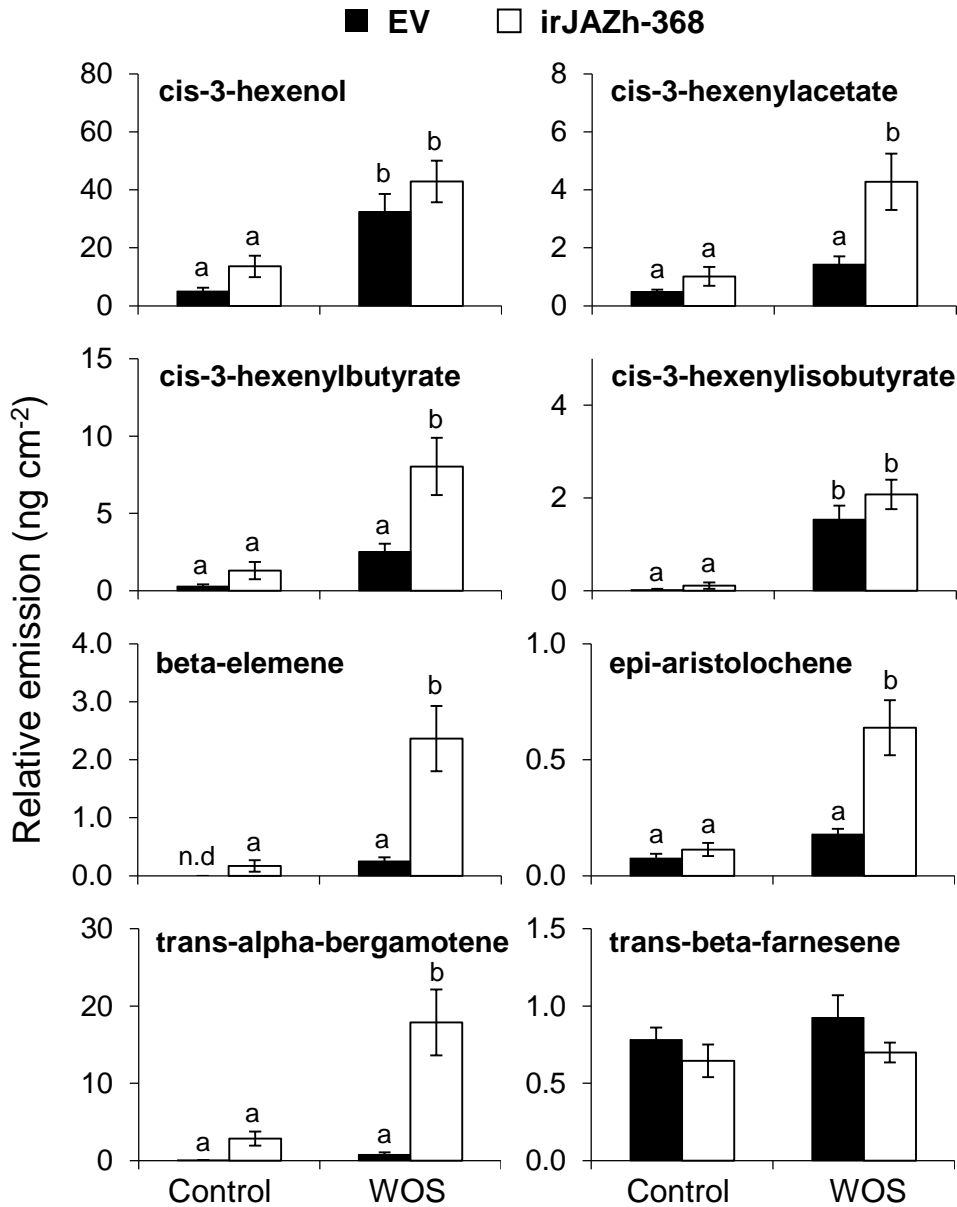 EV irJAZh-368
Relative emission (ng cm-2)
cis-3-hexenol
80
60
40
20
0
a a b b
cis-3-hexenylacetate
8
6
4
2
0
a a a b
cis-3-hexenylbutyrate
15
10
5
0
a a a b
cis-3-hexenylisobutyrate
4
2
0
a a b b
beta-elemene
4.0
3.0
2.0
1.0
0.0
n.d a a b
epi-aristolochene
1.0
0.5
0.0
a a a b
trans-alpha-bergamotene
30
20
10
0
a a a b
Control WOS
trans-beta-farnesene
1.5
1.0
0.5
0.0
Control WOS